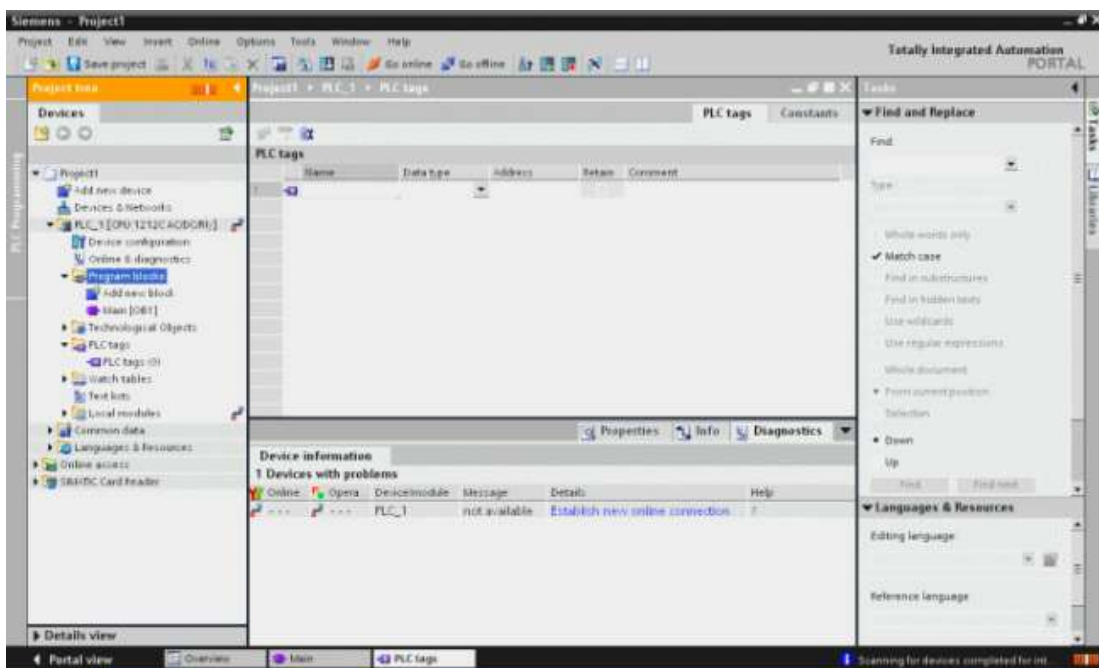 Siemens - Project1
Project Edit View Insert Online Options Tools Window Help
Totally Integrated Automation
PORTAL
Save project
Go online
Go offline
Project tree
Project1 PLC_1 PLC tags
Tasks
Devices
PLC tags
Constants
Find and Replace
PLC tags
Find:
Name
Data type
Address
Retain
Comment
1
Project1
Add new device
Devices & Networks
Device configuration
Online & diagnostics
Program blocks
Add new block
Main [OB1]
Technological Objects
PLC tags
PLC tags (0)
Watch tables
Text lists
Local modules
Common data
Languages & Resources
Online access
SIMATIC Card Reader
Whole words only
Match case
Find in substructures
Find in hidden texts
Use wildcards
Use regular expressions
Whole document
From current position
Selection
Down
Up
Find
Find next
PLC Programming
Tasks
Libraries
Properties
Info
Diagnostics
Device information
1 Devices with problems
Online
Opera
Device/module
Message
Details
Help
PLC_1
not available
Establish new online connection
?
Languages & Resources
Editing language:
Reference language:
Details view
Portal view
Overview
Main
PLC tags
Scanning for devices completed for int...